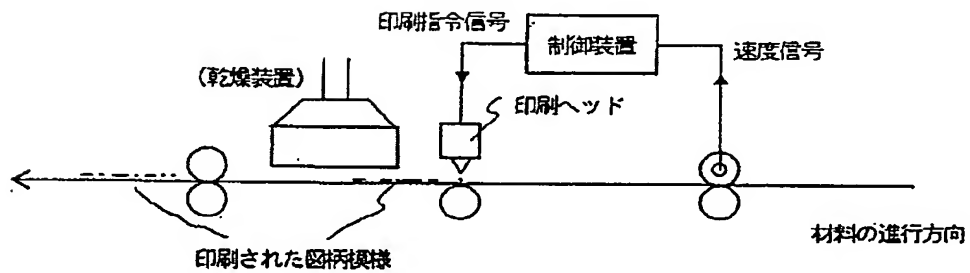 印刷指令信号
制御装置
速度信号
(乾燥装置)
印刷ヘッド
材料の進行方向
印刷された図柄模様